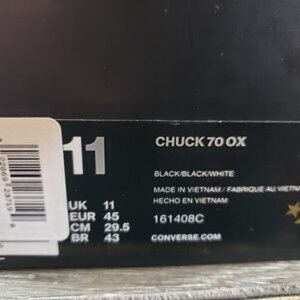 11
CHUCK 70 OX
BLACK/BLACK/WHITE
MADE IN VIETNAM / FABRIQUE AU VIETNA
HECHO EN VIETNAM
161408C
CONVERSE.COM
UK 11
EUR 45
CM 29.5
BR 43